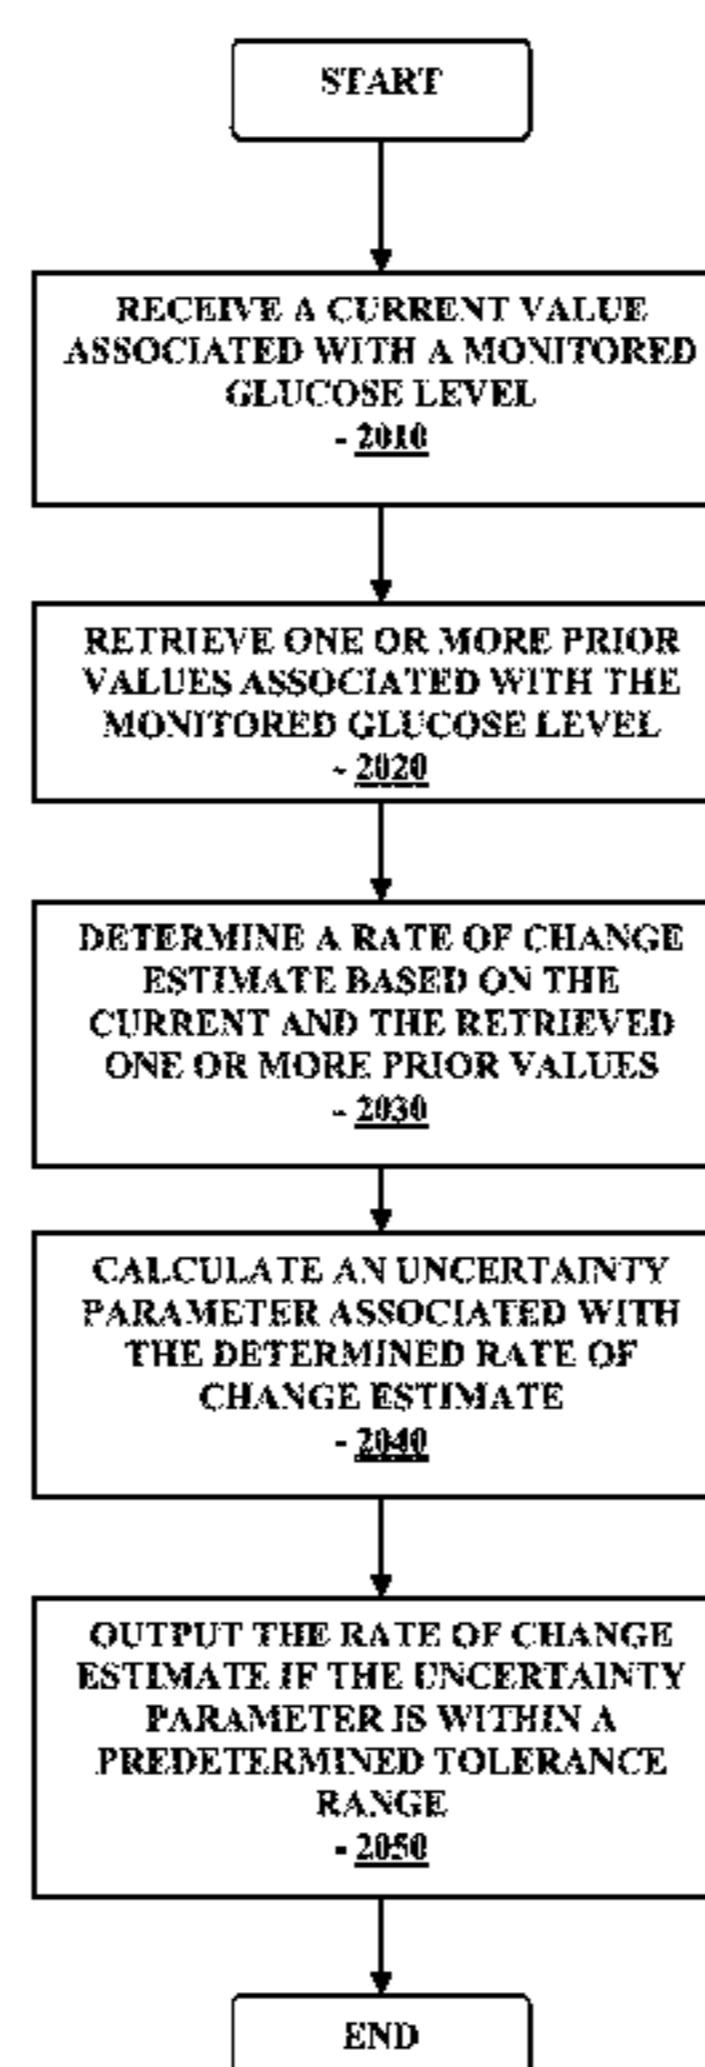 START
RECEIVE A CURRENT VALUE
ASSOCIATED WITH A MONITORED
GLUCOSE LEVEL
- 2010
RETRIEVE ONE OR MORE PRIOR
VALUES ASSOCIATED WITH THE
MONITORED GLUCOSE LEVEL
- 2020
DETERMINE A RATE OF CHANGE
ESTIMATE BASED ON THE
CURRENT AND THE RETRIEVED
ONE OR MORE PRIOR VALUES
- 2030
CALCULATE AN UNCERTAINTY
PARAMETER ASSOCIATED WITH
THE DETERMINED RATE OF
CHANGE ESTIMATE
- 2040
OUTPUT THE RATE OF CHANGE
ESTIMATE IF THE UNCERTAINTY
PARAMETER IS WITHIN A
PREDETERMINED TOLERANCE
RANGE
- 2050
END